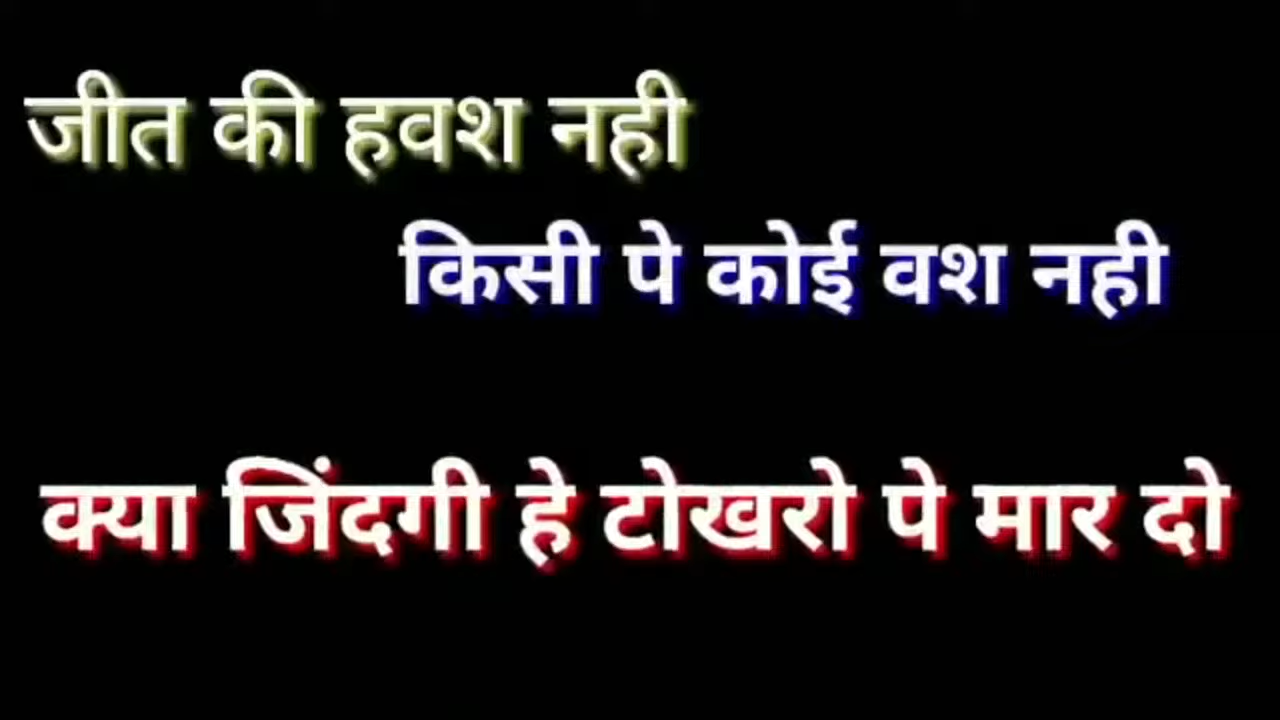 जीत की हवश नही
किसी पे कोई वश नही
क्या जिंदगी हे टोखरो पे मार दो